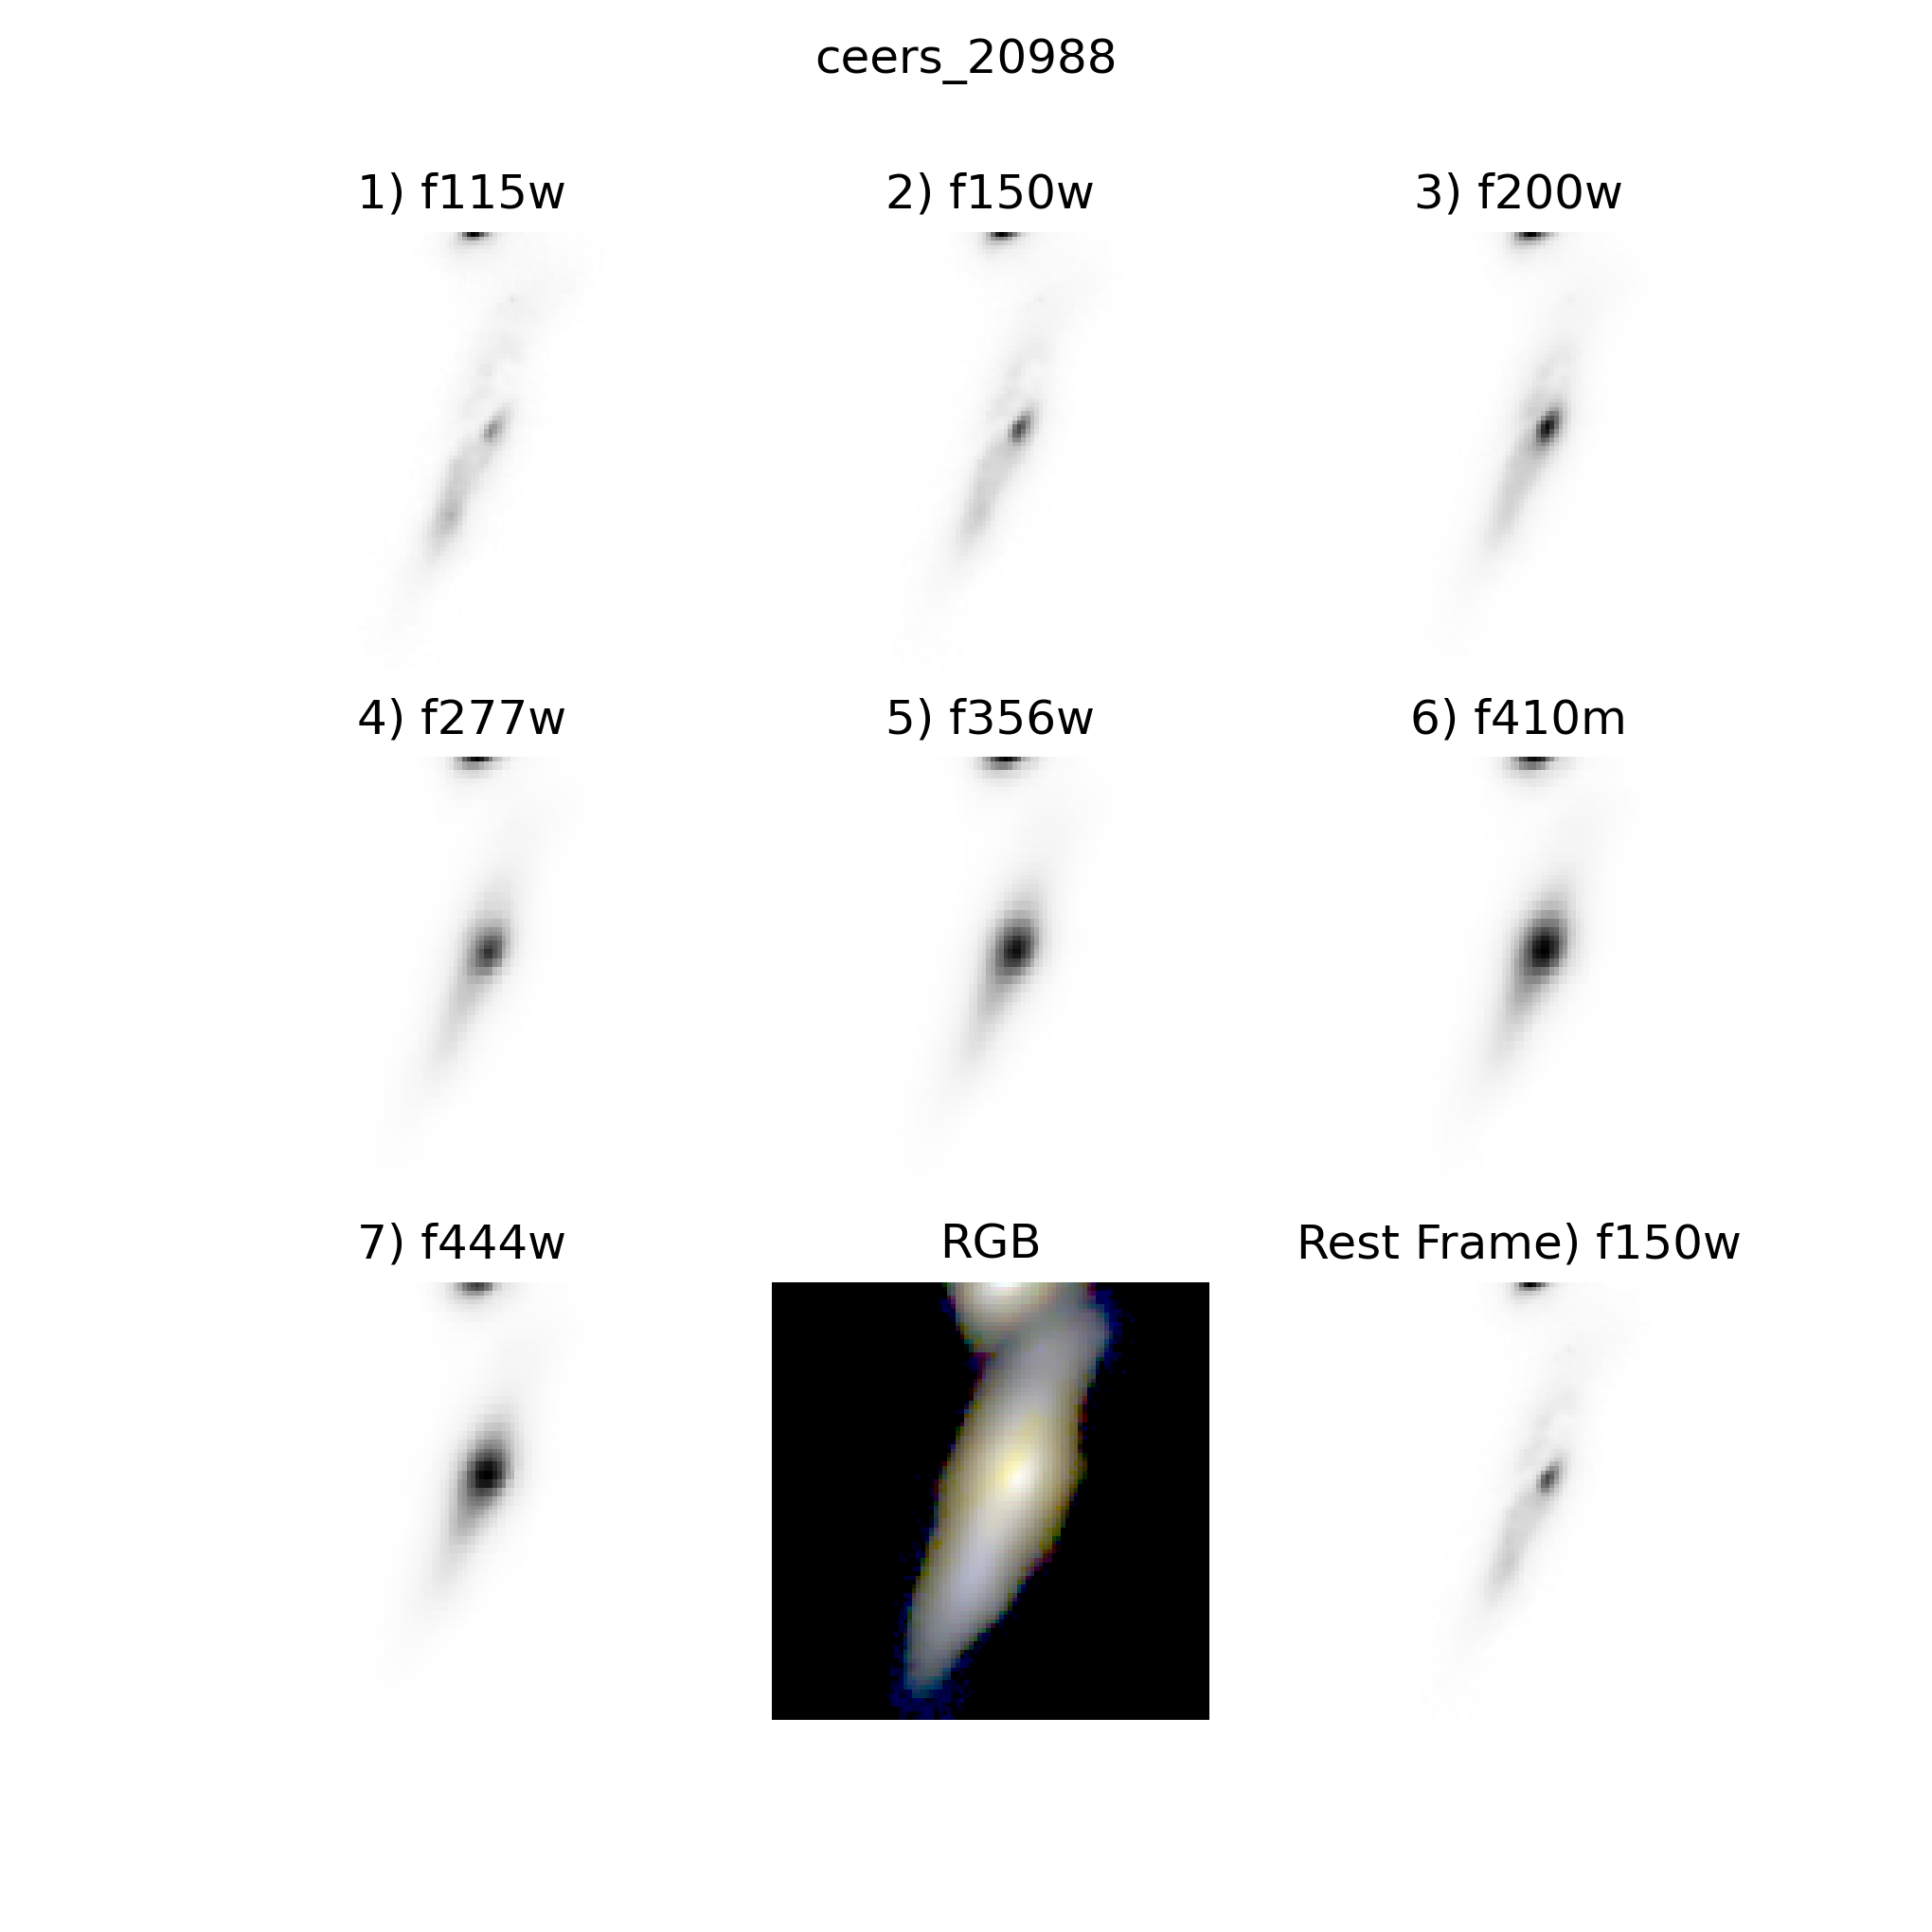 ceers_20988
1) f115w
2) f150w
3) f200w
4) f277w
5) f356w
6) f410m
7) f444w
RGB
Rest Frame) f150w